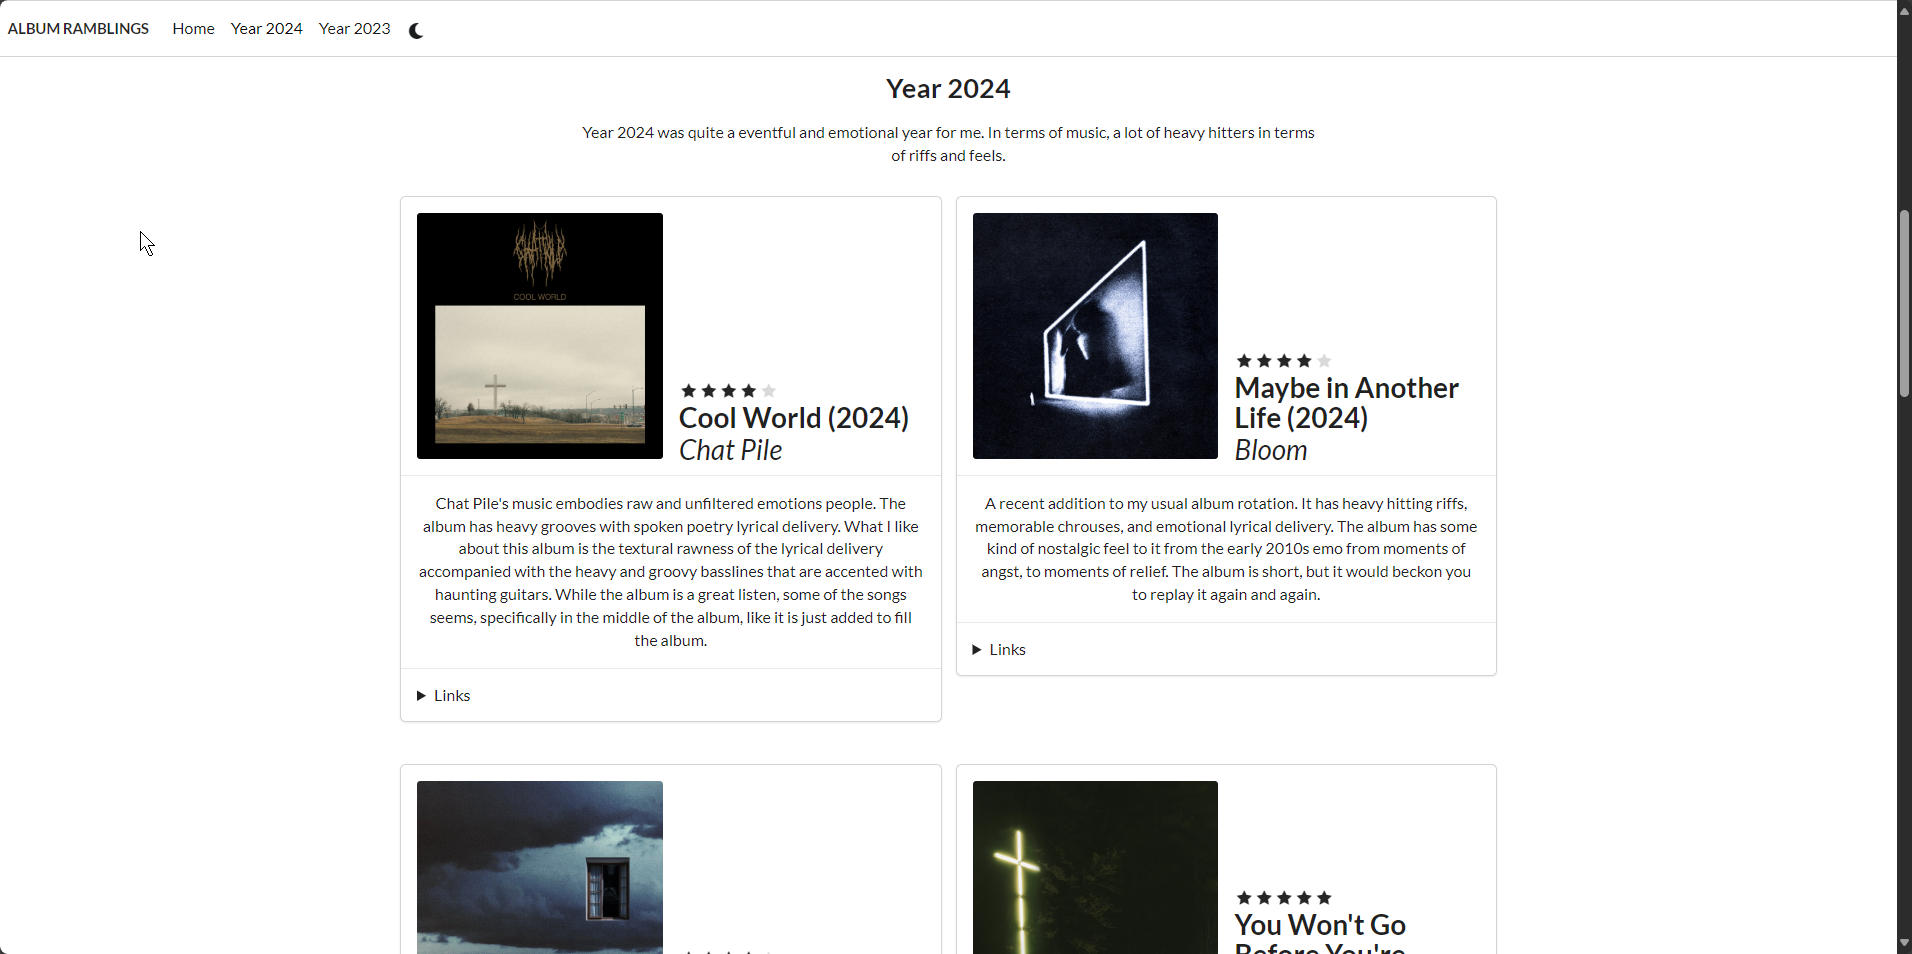 ALBUM RAMBLINGS Home Year 2024 Year 2023
Year 2024
Year 2024 was quite a eventful and emotional year for me. In terms of music, a lot of heavy hitters in terms
of riffs and feels.
COOL WORLD
Cool World (2024)
Chat Pile
Chat Pile's music embodies raw and unfiltered emotions people. The
album has heavy grooves with spoken poetry lyrical delivery. What I like
about this album is the textural rawness of the lyrical delivery
accompanied with the heavy and groovy basslines that are accented with
haunting guitars. While the album is a great listen, some of the songs
seems, specifically in the middle of the album, like it is just added to fill
the album.
Links
Maybe in Another
Life (2024)
Bloom
A recent addition to my usual album rotation. It has heavy hitting riffs,
memorable chrouses, and emotional lyrical delivery. The album has some
kind of nostalgic feel to it from the early 2010s emo from moments of
angst, to moments of relief. The album is short, but it would beckon you
to replay it again and again.
Links
You Won't Go
Before You're